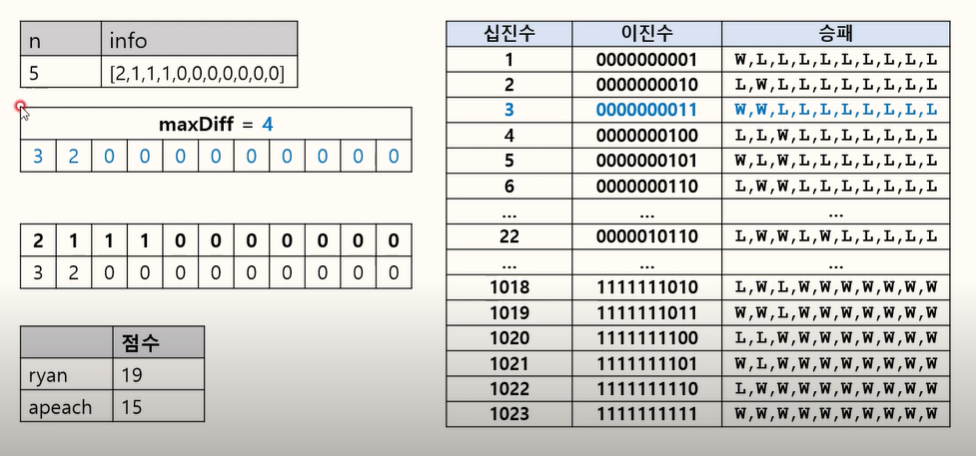 n info
5 [2,1,1,1,0,0,0,0,0,0,0]
maxDiff = 4
3 2 0 0 0 0 0 0 0 0 0
2 1 1 1 0 0 0 0 0 0 0
3 2 0 0 0 0 0 0 0 0 0
점수
ryan 19
apeach 15
십진수 이진수 승패
1 0000000001 W,L,L,L,L,L,L,L,L,L
2 0000000010 L,W,L,L,L,L,L,L,L,L
3 0000000011 W,W,L,L,L,L,L,L,L,L
4 0000000100 L,L,W,L,L,L,L,L,L,L
5 0000000101 W,L,W,L,L,L,L,L,L,L
6 0000000110 L,W,W,L,L,L,L,L,L,L
... ... ...
22 0000010110 L,W,W,L,W,L,L,L,L,L
... ... ...
1018 1111111010 L,W,L,W,W,W,W,W,W,W
1019 1111111011 W,W,L,W,W,W,W,W,W,W
1020 1111111100 L,L,W,W,W,W,W,W,W,W
1021 1111111101 W,L,W,W,W,W,W,W,W,W
1022 1111111110 L,W,W,W,W,W,W,W,W,W
1023 1111111111 W,W,W,W,W,W,W,W,W,W